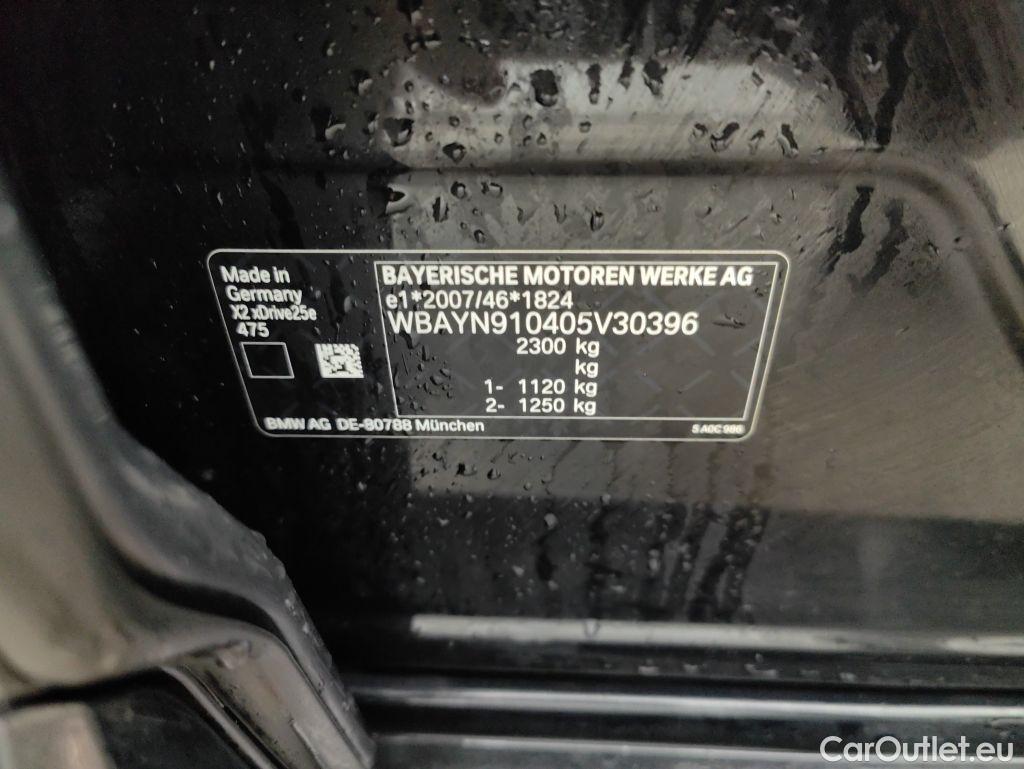 Made in
Germany
X2 xDrive25e
475
BAYERISCHE MOTOREN WERKE AG
e1*2007/46*1824
WBAYN910405V30396
2300 kg
kg
1- 1120 kg
2- 1250 kg
BMW AG DE-80788 München
S A0C 986
CarOutlet.eu